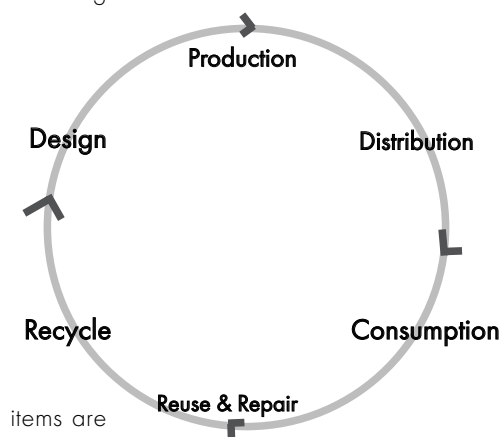 Production
Design
Distribution
Recycle
Consumption
Reuse & Repair
items are